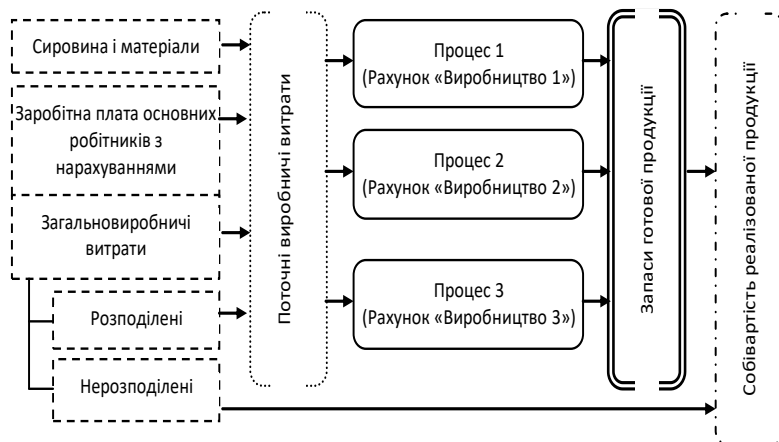 Сировина і матеріали
Заробітна плата основних
робітників з
нарахуваннями
Загальновиробничі
витрати
Розподілені
Нерозподілені
Поточні виробничі витрати
Процес 1
(Рахунок «Виробництво 1»)
Процес 2
(Рахунок «Виробництво 2»)
Процес 3
(Рахунок «Виробництво 3»)
Запаси готової продукції
Собівартість реалізованої продукції